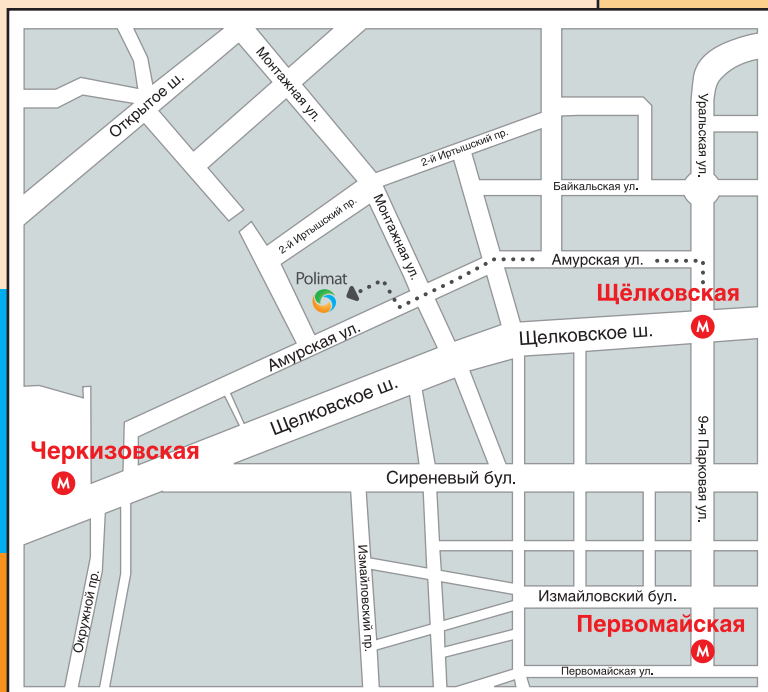 Открытое ш.
Монтажная ул.
Уральская ул.
2-й Иртышский пр.
Байкальская ул.
Монтажная ул.
2-й Иртышский пр.
Амурская ул.
Polimat
Щёлковская
М
Щелковское ш.
Амурская ул.
Щелковское ш.
Черкизовская
М
9-я Парковая ул.
Сиреневый бул.
Измайловский пр.
Окружной пр.
Измайловский бул.
Первомайская
М
Первомайская ул.